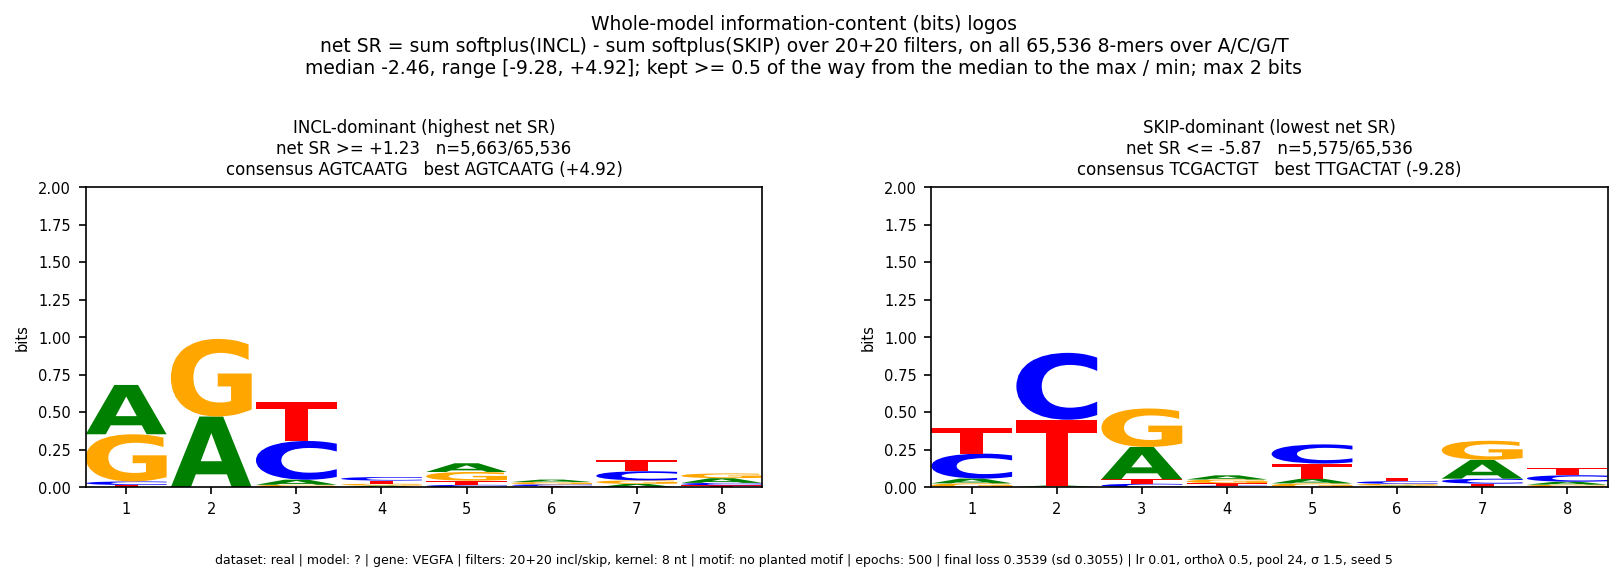 Whole-model information-content (bits) logos
net SR = sum softplus(INCL) - sum softplus(SKIP) over 20+20 filters, on all 65,536 8-mers over A/C/G/T
median -2.46, range [-9.28, +4.92]; kept >= 0.5 of the way from the median to the max / min; max 2 bits
INCL-dominant (highest net SR)
net SR >= +1.23 n=5,663/65,536
consensus AGTCAATG best AGTCAATG (+4.92)
2.00
1.75
1.50
1.25
1.00
0.75
0.50
0.25
0.00
bits
1 2 3 4 5 6 7 8
SKIP-dominant (lowest net SR)
net SR <= -5.87 n=5,575/65,536
consensus TCGACTGT best TTGACTAT (-9.28)
2.00
1.75
1.50
1.25
1.00
0.75
0.50
0.25
0.00
bits
1 2 3 4 5 6 7 8
dataset: real | model: ? | gene: VEGFA | filters: 20+20 incl/skip, kernel: 8 nt | motif: no planted motif | epochs: 500 | final loss 0.3539 (sd 0.3055) | lr 0.01, orthoλ 0.5, pool 24, σ 1.5, seed 5